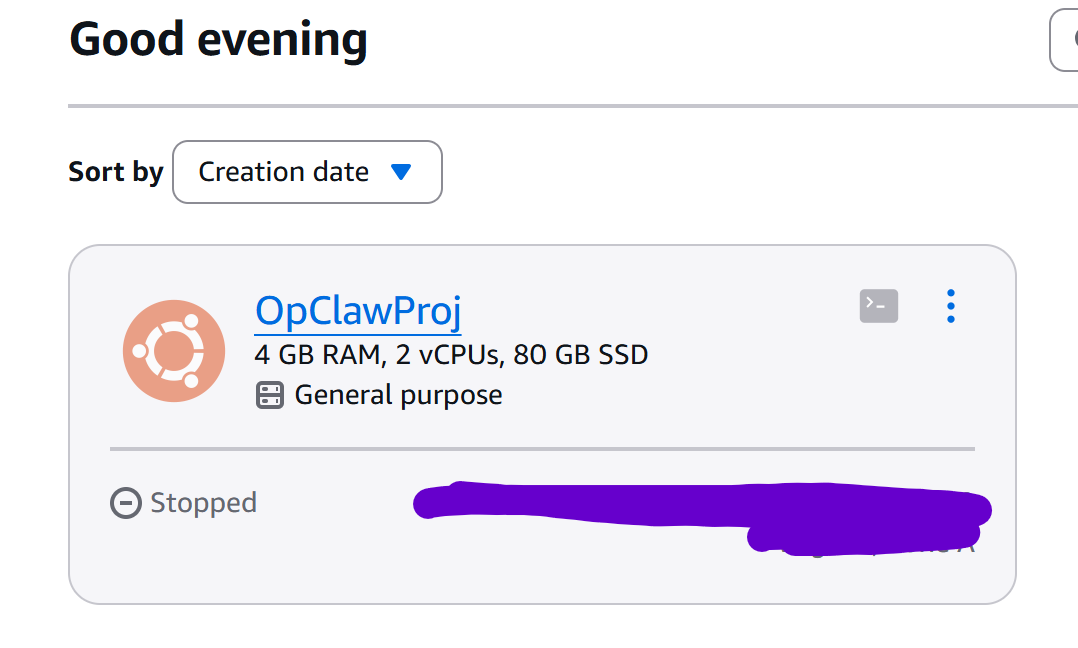 Good evening
Sort by Creation date
OpClawProj
>_
4 GB RAM, 2 vCPUs, 80 GB SSD
General purpose
Stopped